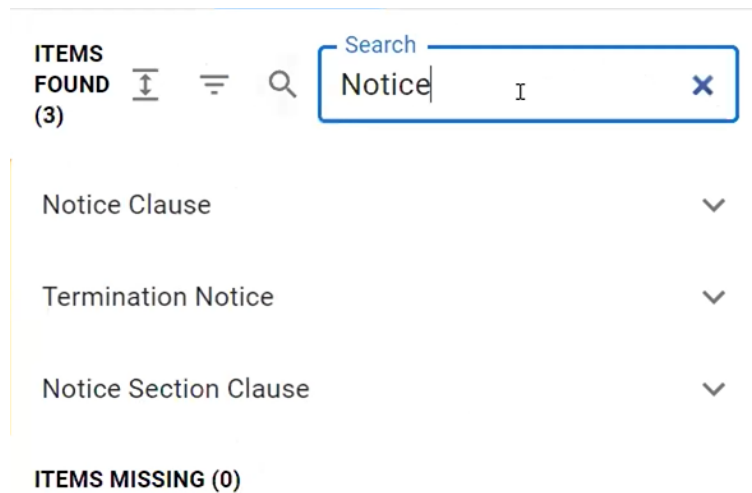 ITEMS
FOUND
(3)
Search
Notice
Notice Clause
Termination Notice
Notice Section Clause
ITEMS MISSING (0)